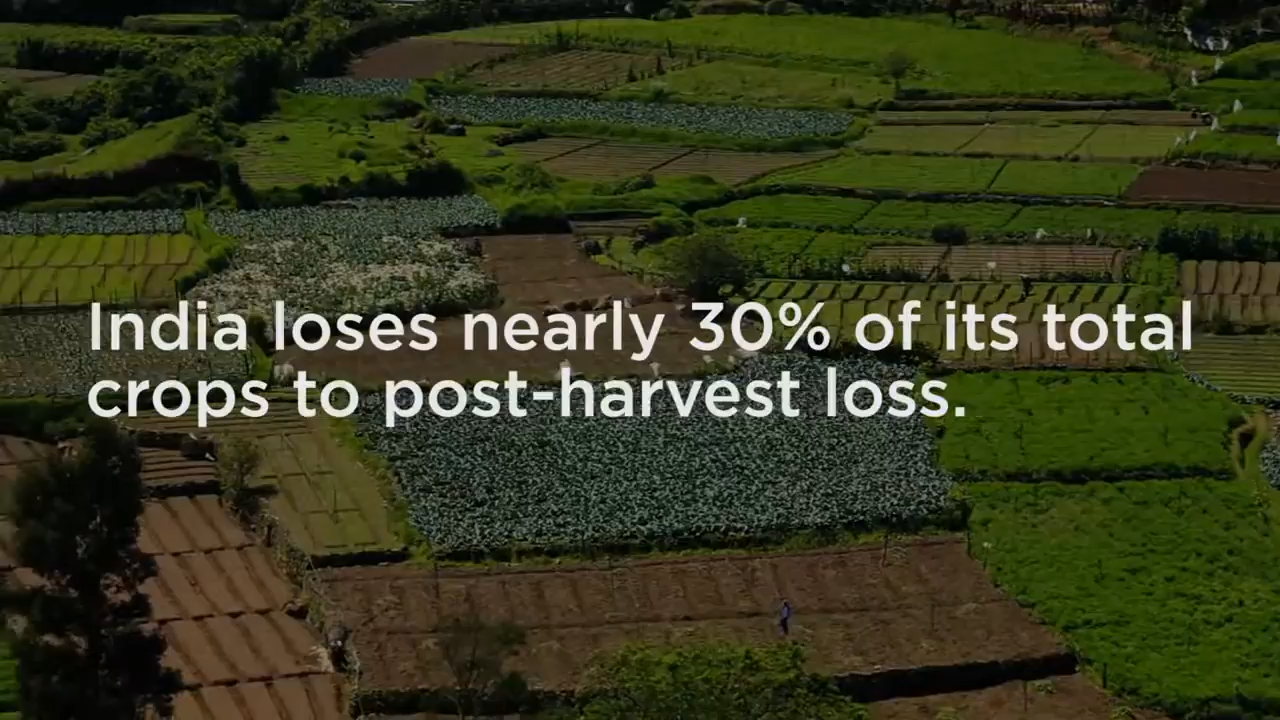 India loses nearly 30% of its total
crops to post-harvest loss.